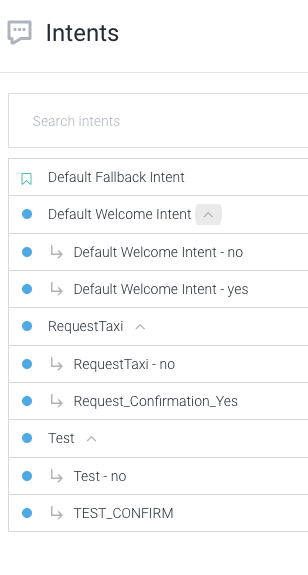 Intents
Search intents
Default Fallback Intent
Default Welcome Intent
Default Welcome Intent - no
Default Welcome Intent - yes
RequestTaxi
RequestTaxi - no
Request_Confirmation_Yes
Test
Test - no
TEST_CONFIRM